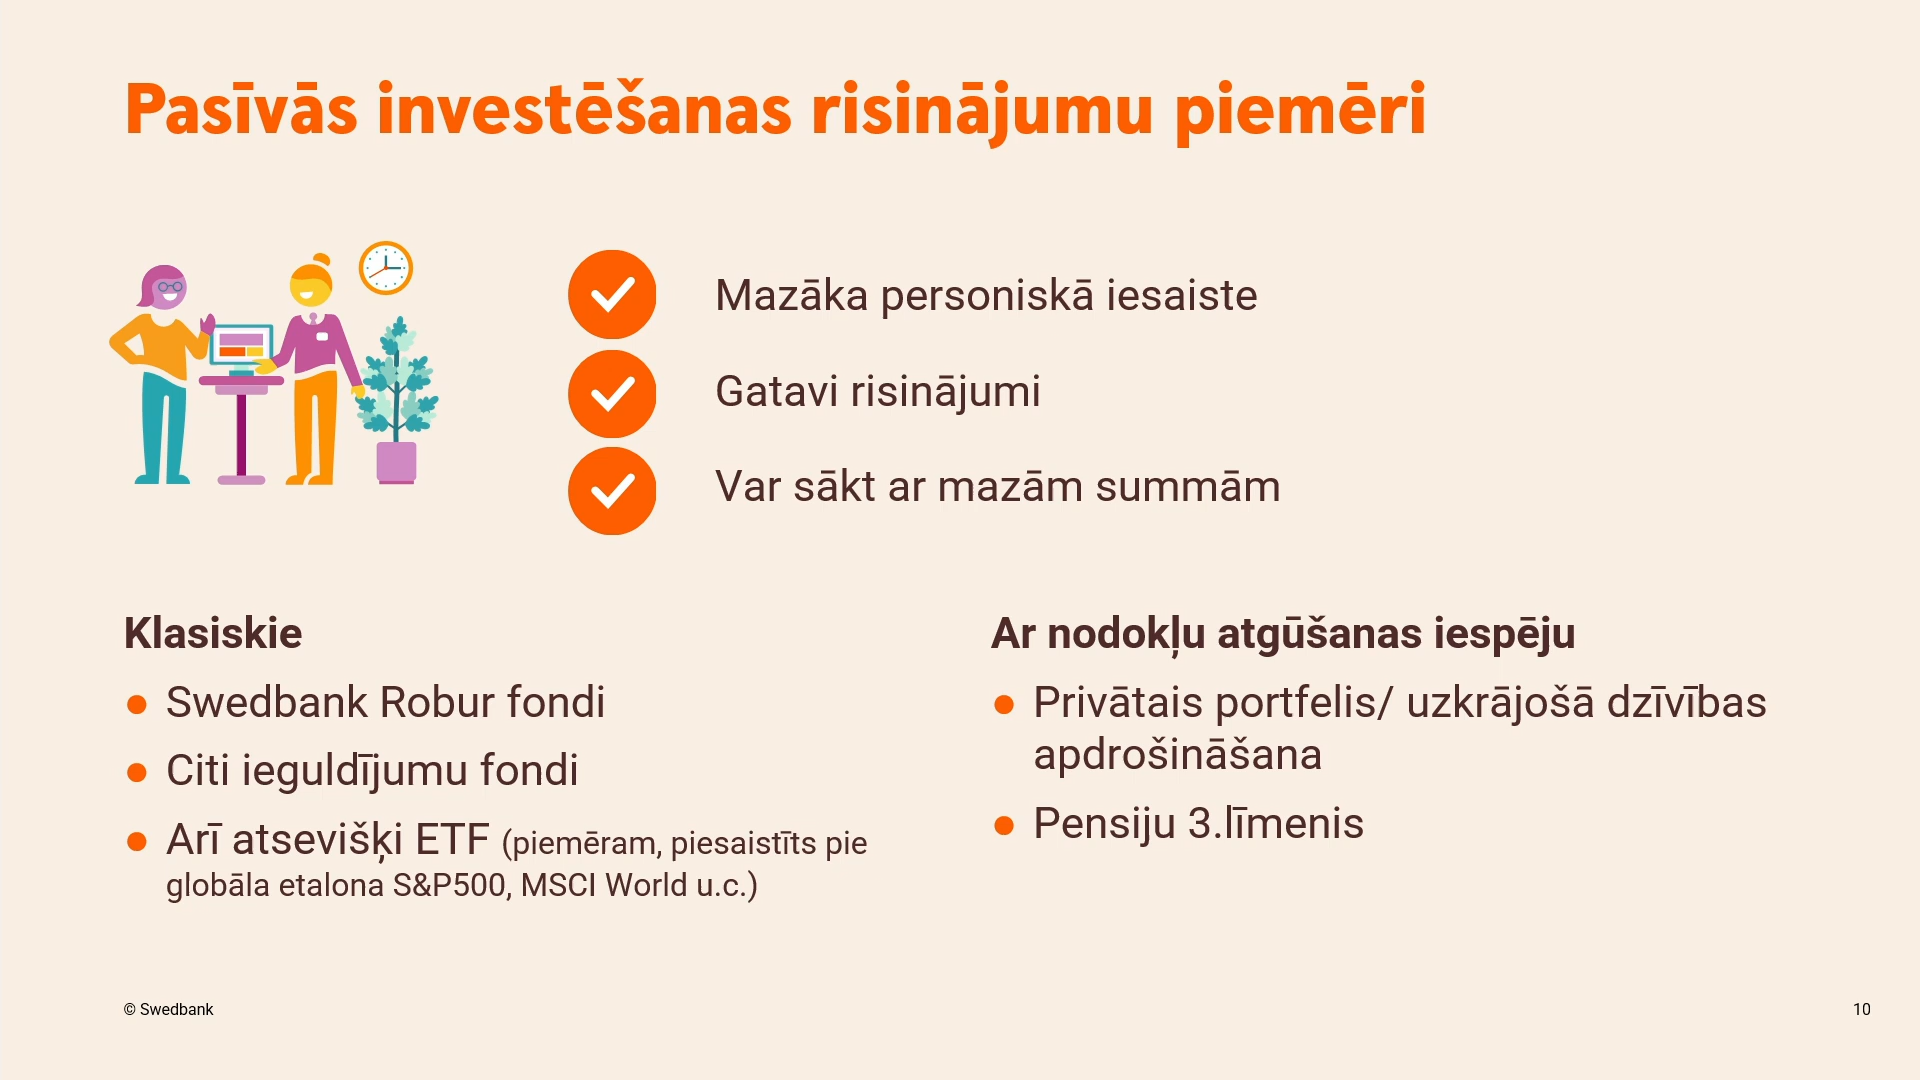 Pasīvās investēšanas risinājumu piemēri
Mazāka personiskā iesaiste
Gatavi risinājumi
Var sākt ar mazām summām
Klasiskie
● Swedbank Robur fondi
● Citi ieguldījumu fondi
● Arī atsevišķi ETF (piemēram, piesaistīts pie
globāla etalona S&P500, MSCI World u.c.)
Ar nodokļu atgūšanas iespēju
● Privātais portfelis/ uzkrājošā dzīvības
apdrošināšana
● Pensiju 3.līmenis
© Swedbank
10